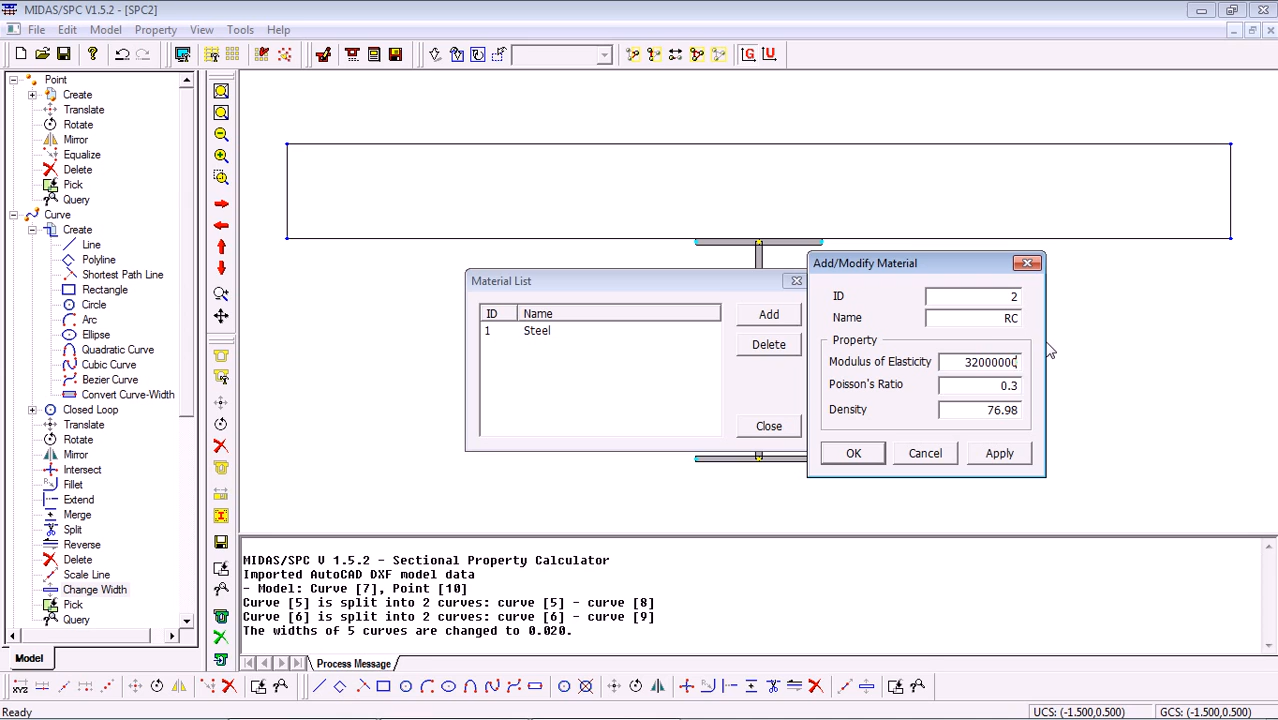 MIDAS/SPC V1.5.2 - [SPC2]
File Edit Model Property View Tools Help
G U
Point
Create
Translate
Rotate
Mirror
Equalize
Delete
Pick
Query
Curve
Create
Line
Polyline
Shortest Path Line
Rectangle
Circle
Arc
Ellipse
Quadratic Curve
Cubic Curve
Bezier Curve
Convert Curve-Width
Closed Loop
Translate
Rotate
Mirror
Intersect
Fillet
Extend
Merge
Split
Reverse
Delete
Scale Line
Change Width
Pick
Query
Model
Material List
ID Name
1 Steel
Add
Delete
Close
Add/Modify Material
ID 2
Name RC
Property
Modulus of Elasticity 32000000
Poisson's Ratio 0.3
Density 76.98
OK Cancel Apply
MIDAS/SPC V 1.5.2 - Sectional Property Calculator
Imported AutoCAD DXF model data
- Model: Curve [7], Point [10]
Curve [5] is split into 2 curves: curve [5] - curve [8]
Curve [6] is split into 2 curves: curve [6] - curve [9]
The widths of 5 curves are changed to 0.020.
Process Message
XYZ
Ready
UCS: (-1.500,0.500) GCS: (-1.500,0.500)